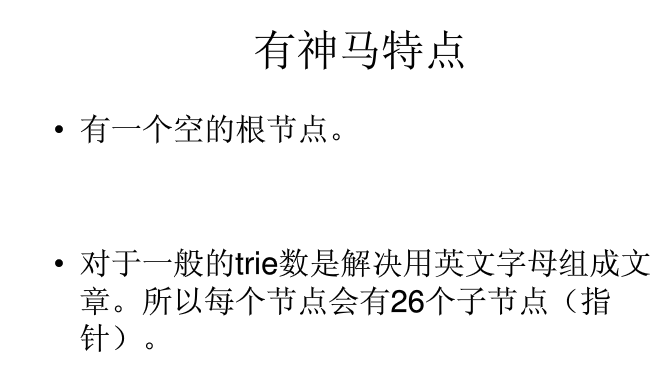 有神马特点
• 有一个空的根节点。
• 对于一般的trie数是解决用英文字母组成文
章。所以每个节点会有26个子节点（指
针）。